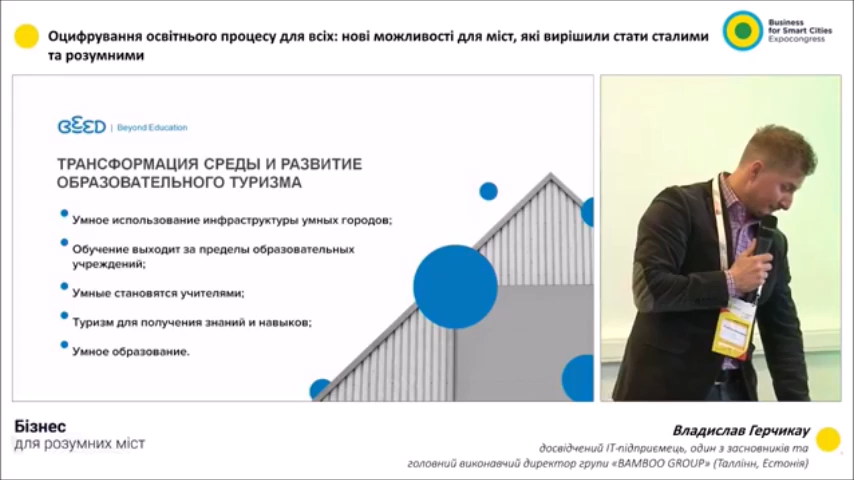 Оцифрування освітнього процесу для всіх: нові можливості для міст, які вирішили стати сталими
та розумними
Business
for Smart Cities
Expocongress
BEED | Beyond Education
ТРАНСФОРМАЦИЯ СРЕДЫ И РАЗВИТИЕ
ОБРАЗОВАТЕЛЬНОГО ТУРИЗМА
Умное использование инфраструктуры умных городов;
Обучение выходит за пределы образовательных
учреждений;
Умные становятся учителями;
Туризм для получения знаний и навыков;
Умное образование.
Бізнес
для розумних міст
Владислав Герчикау
досвідчений ІТ-підприємець, один з засновників та
головний виконавчий директор групи «BAMBOO GROUP» (Таллінн, Естонія)